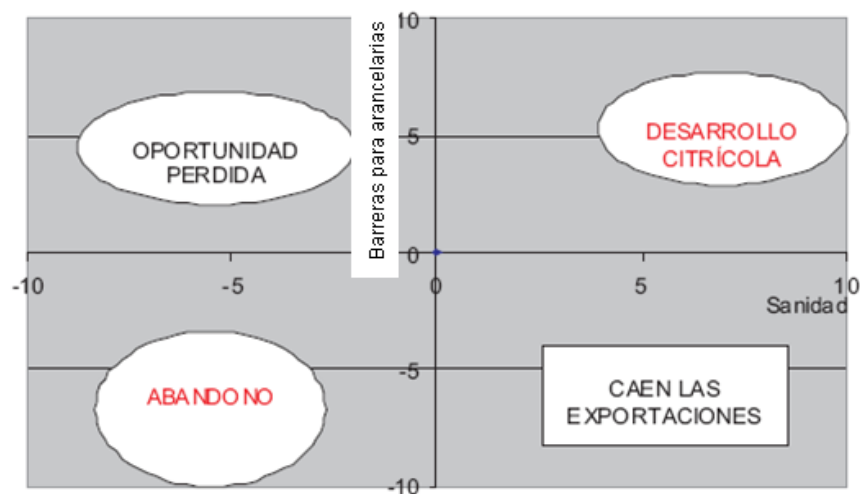 10
Barreras para arancelarias
OPORTUNIDAD
PERDIDA
5
DESARROLLO
CITRÍCOLA
0
-10
-5
0
5
10
Sanidad
ABANDONO
-5
CAEN LAS
EXPORTACIONES
-10